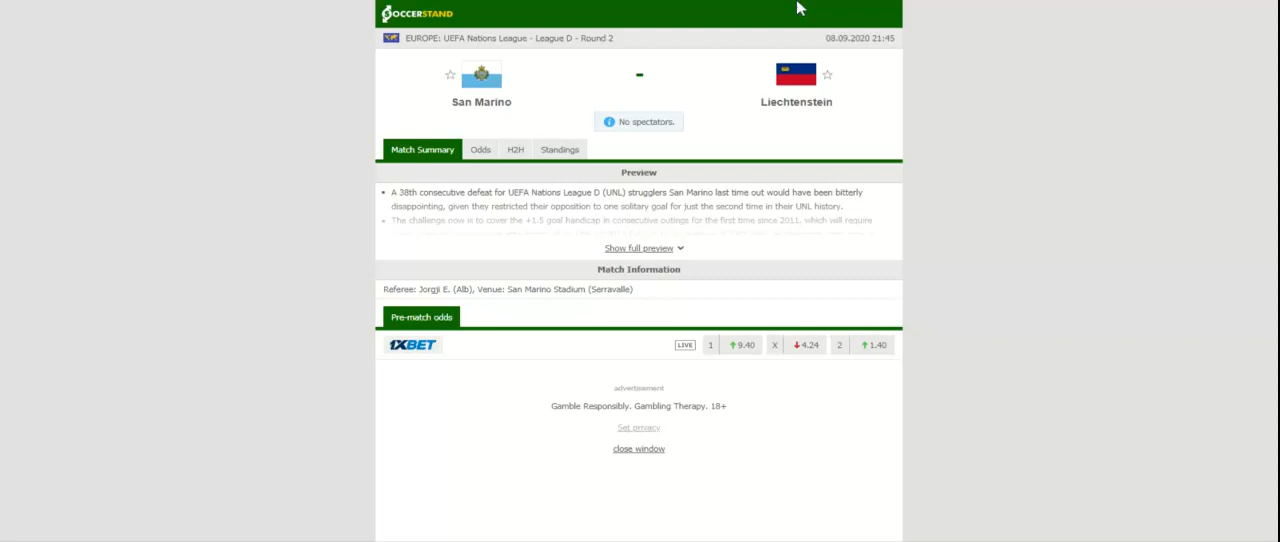 SOCCERSTAND
EUROPE: UEFA Nations League - League D - Round 2 08.09.2020 21:45
-
San Marino Liechtenstein
No spectators.
Match Summary Odds H2H Standings
Preview
• A 38th consecutive defeat for UEFA Nations League D (UNL) strugglers San Marino last time out would have been bitterly
disappointing, given they restricted their opposition to one solitary goal for just the second time in their UNL history.
• The challenge now is to cover the +1.5 goal handicap in consecutive outings for the first time since 2011, which will require
Show full preview
Match Information
Referee: Jorgji E. (Alb), Venue: San Marino Stadium (Serravalle)
Pre-match odds
1XBET LIVE 1 9.40 X 4.24 2 1.40
advertisement
Gamble Responsibly. Gambling Therapy. 18+
Set privacy
close window